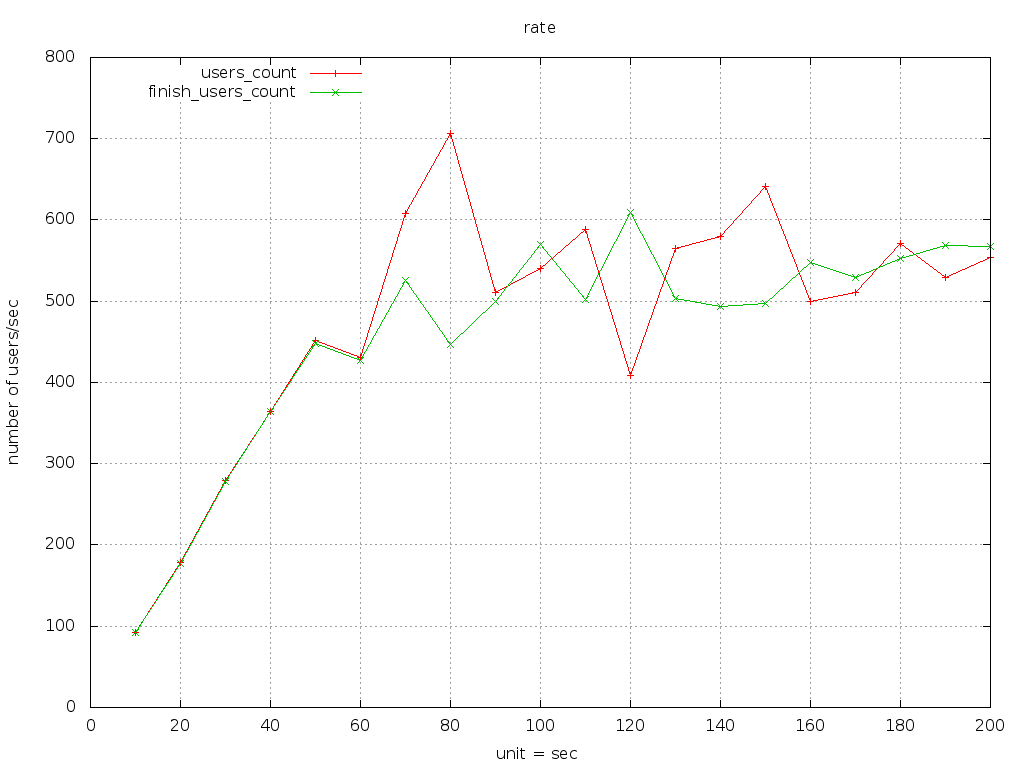 rate
users_count
finish_users_count
800
700
600
500
400
300
200
100
0
number of users/sec
0 20 40 60 80 100 120 140 160 180 200
unit = sec